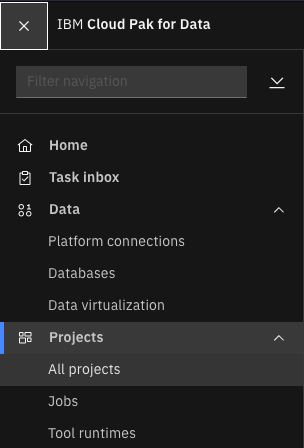 IBM Cloud Pak for Data
Filter navigation
Home
Task inbox
Data
Platform connections
Databases
Data virtualization
Projects
All projects
Jobs
Tool runtimes